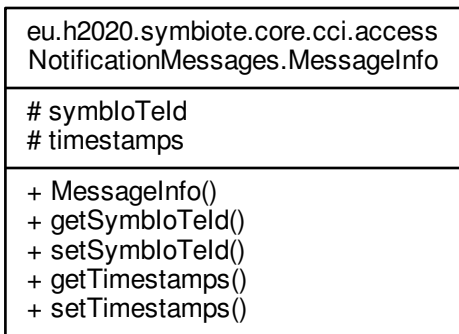 eu.h2020.symbiote.core.cci.access
NotificationMessages.MessageInfo
# symbIoTeId
# timestamps
+ MessageInfo()
+ getSymbIoTeId()
+ setSymbIoTeId()
+ getTimestamps()
+ setTimestamps()